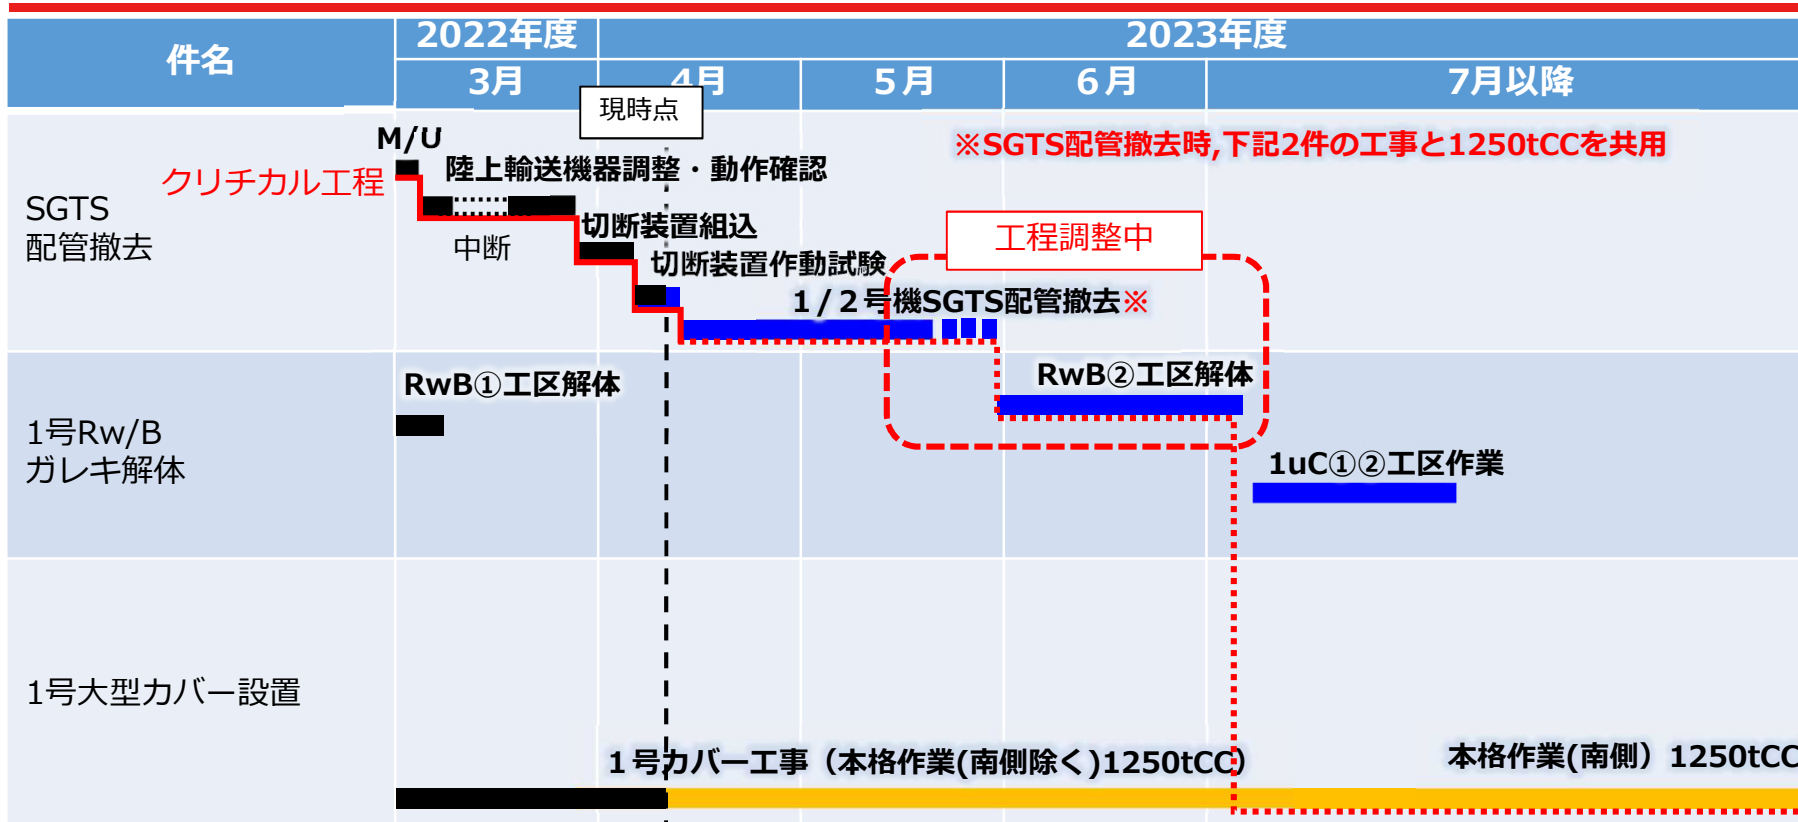 件名
2022年度
2023年度
3月
4月
5月
6月
7月以降
現時点
M/U
※SGTS配管撤去時,下記2件の工事と1250tCCを共用
クリチカル工程
陸上輸送機器調整・動作確認
SGTS
配管撤去
中断
切断装置組込
工程調整中
切断装置作動試験
1/2号機SGTS配管撤去※
RwB①工区解体
RwB②工区解体
1号Rw/B
ガレキ解体
1uC①②工区作業
1号大型カバー設置
1号カバー工事（本格作業(南側除く)1250tCC）
本格作業(南側）1250tCC